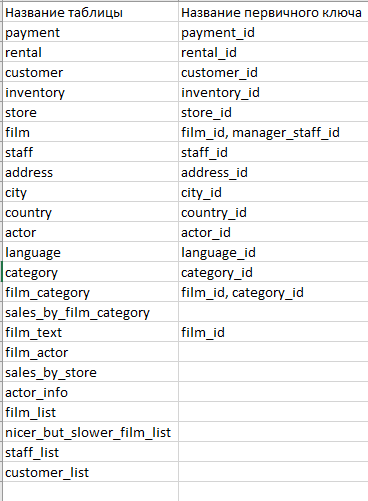 Название таблицы Название первичного ключа
payment payment_id
rental rental_id
customer customer_id
inventory inventory_id
store store_id
film film_id, manager_staff_id
staff staff_id
address address_id
city city_id
country country_id
actor actor_id
language language_id
category category_id
film_category film_id, category_id
sales_by_film_category
film_text film_id
film_actor
sales_by_store
actor_info
film_list
nicer_but_slower_film_list
staff_list
customer_list